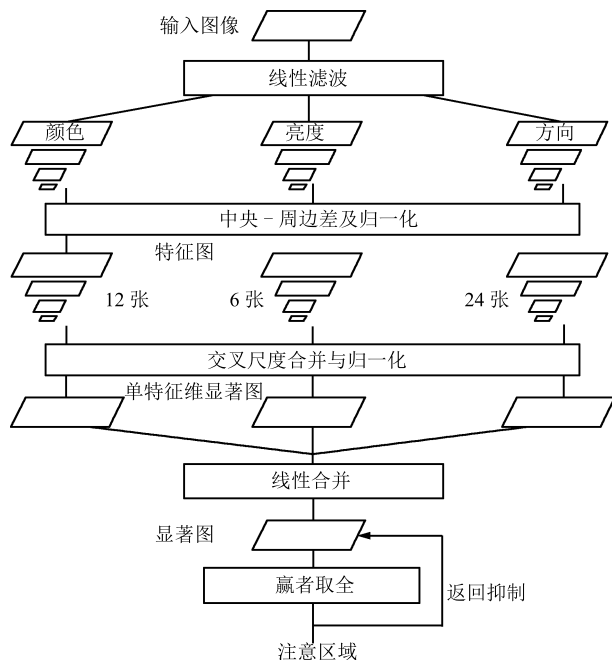 输入图像
线性滤波
颜色
亮度
方向
中央－周边差及归一化
特征图
12 张
6 张
24 张
交叉尺度合并与归一化
单特征维显著图
线性合并
显著图
赢者取全
返回抑制
注意区域